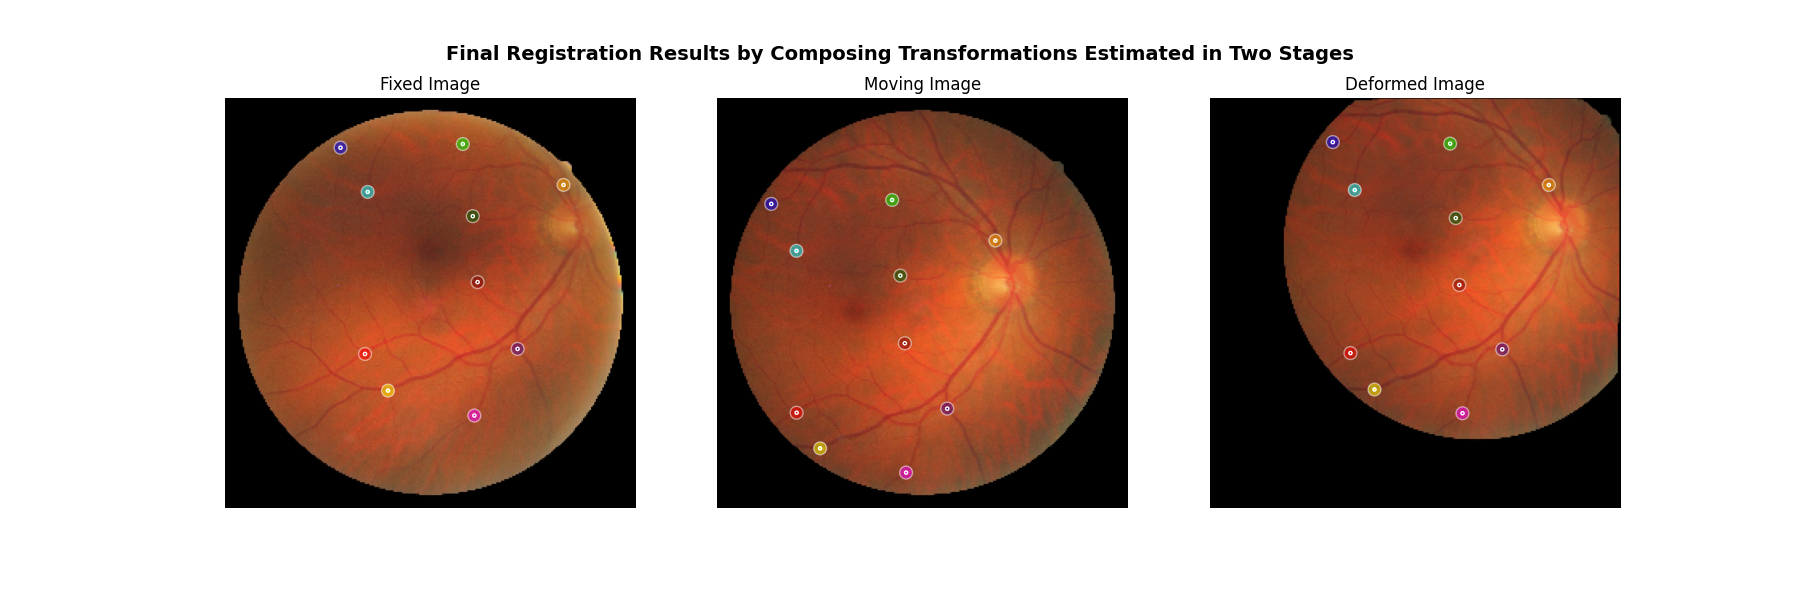 Final Registration Results by Composing Transformations Estimated in Two Stages
Fixed Image
Moving Image
Deformed Image